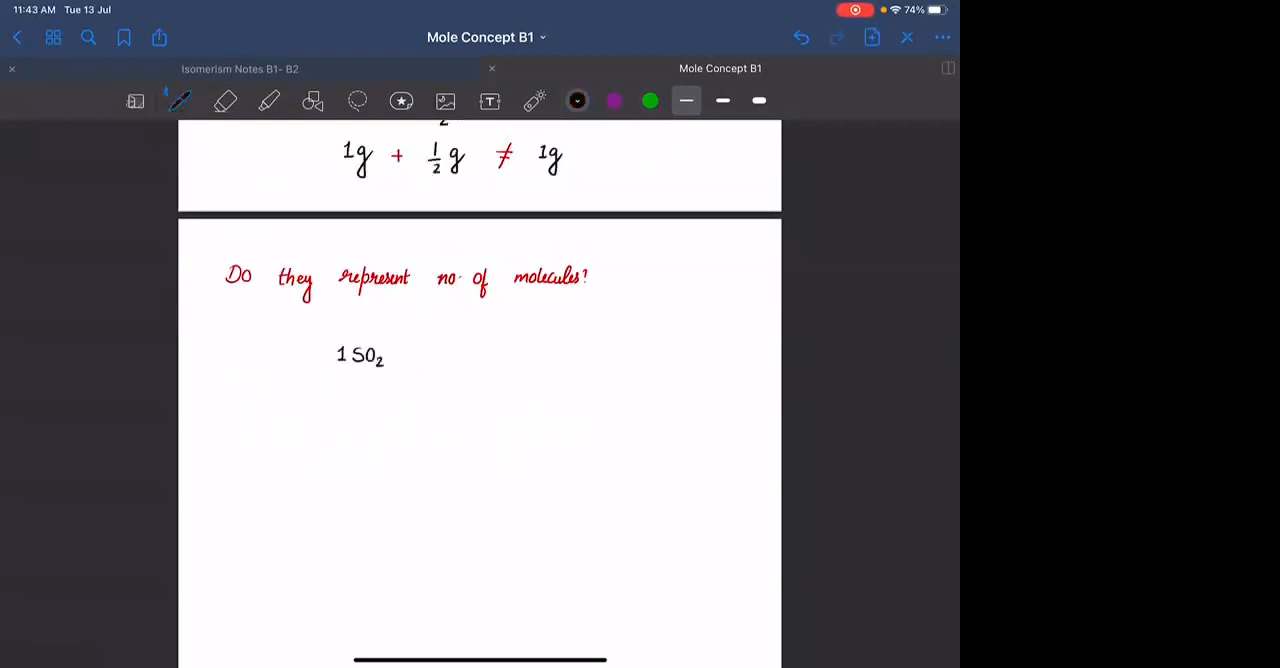 11:43 AM Tue 13 Jul
74%
Mole Concept B1
Isomerism Notes B1- B2
Mole Concept B1
1g + 1/2 g ≠ 1g
Do they represent no. of molecules?
1 SO₂